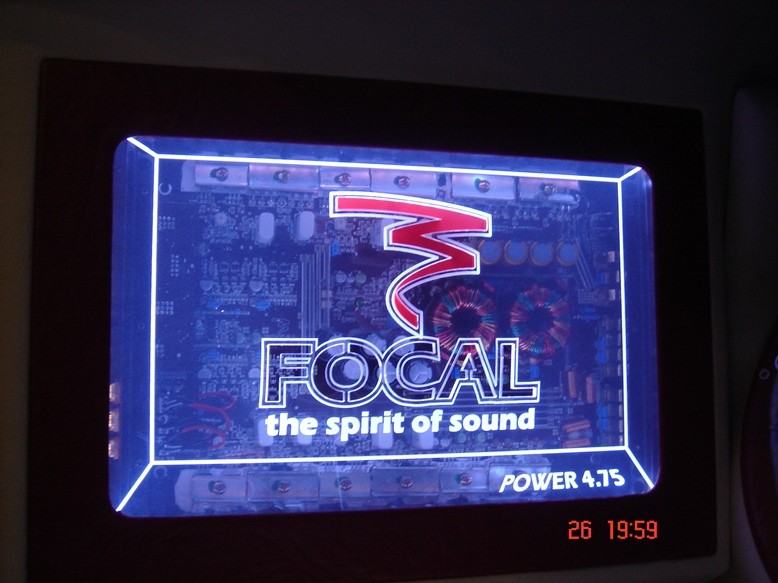 FOCAL
the spirit of sound
POWER 4.75
26 19:59